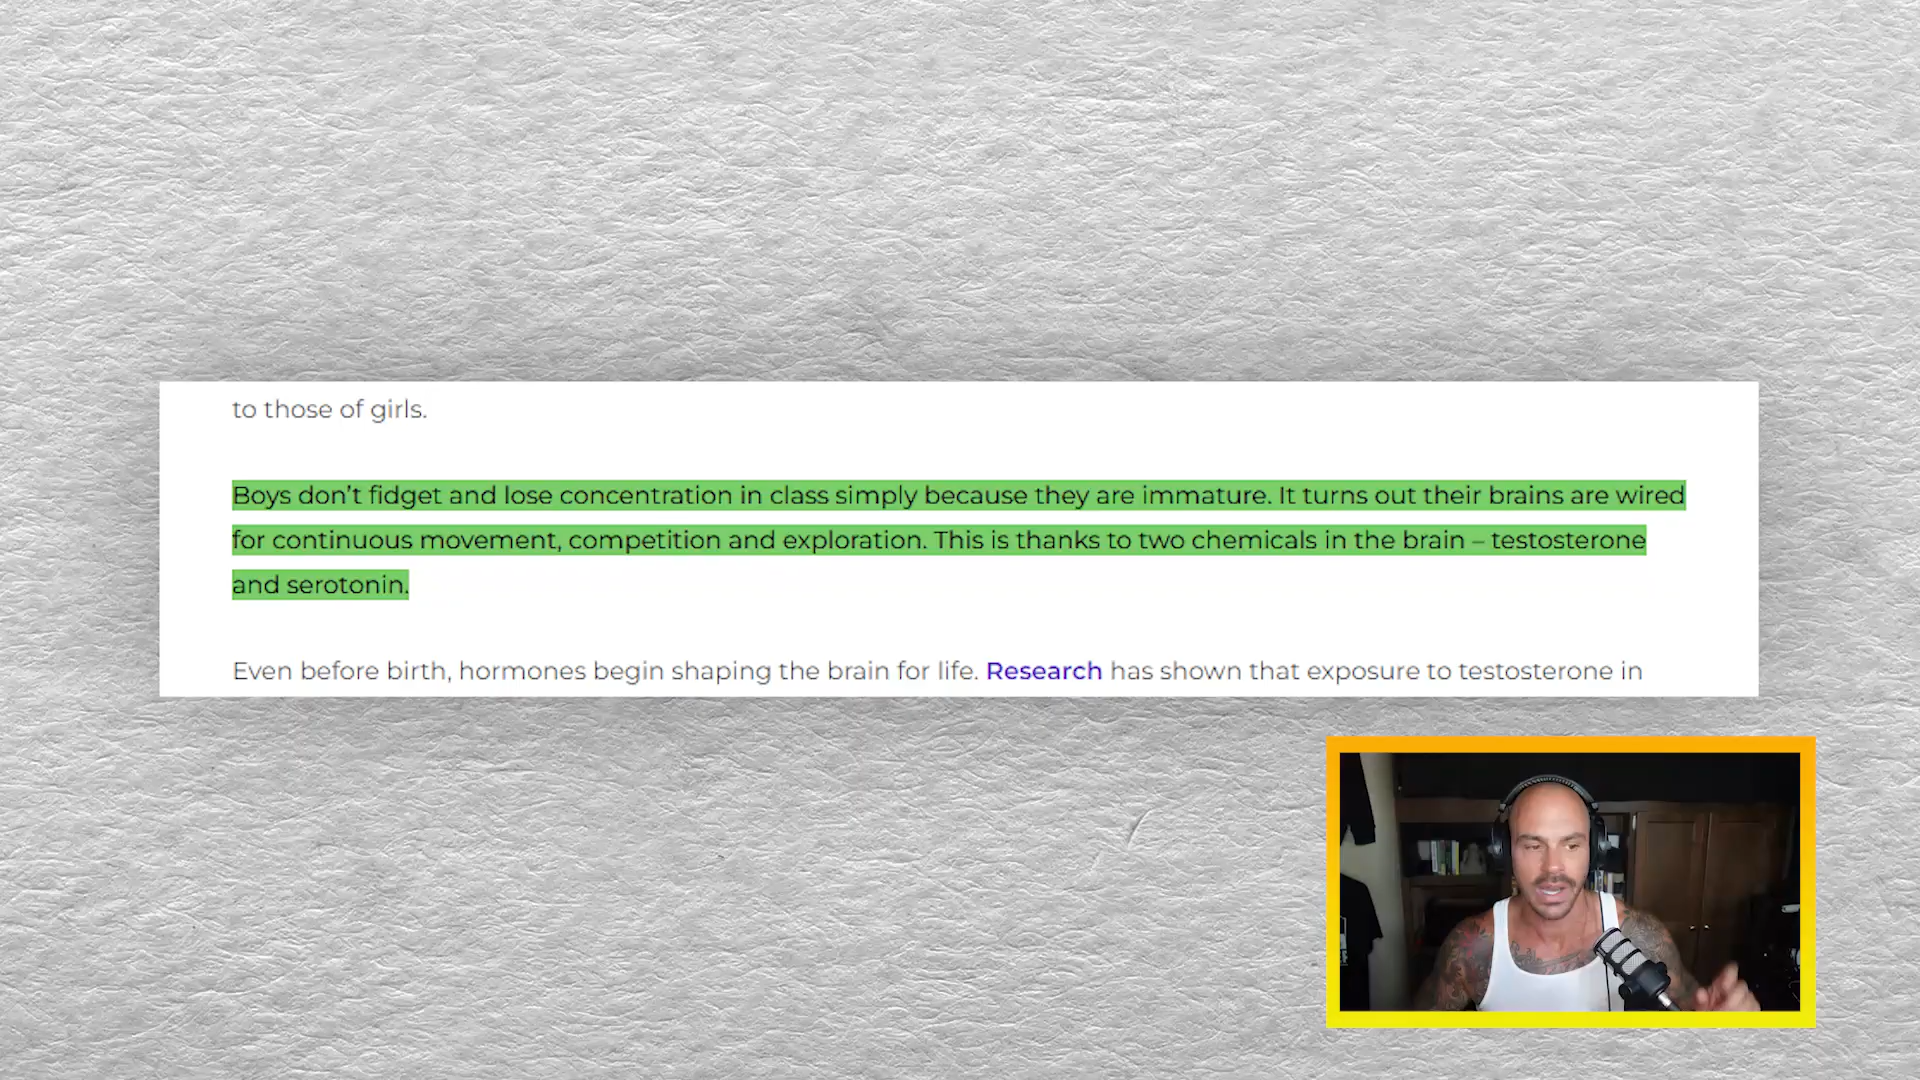 to those of girls.
Boys don’t fidget and lose concentration in class simply because they are immature. It turns out their brains are wired
for continuous movement, competition and exploration. This is thanks to two chemicals in the brain – testosterone
and serotonin.
Even before birth, hormones begin shaping the brain for life. Research has shown that exposure to testosterone in